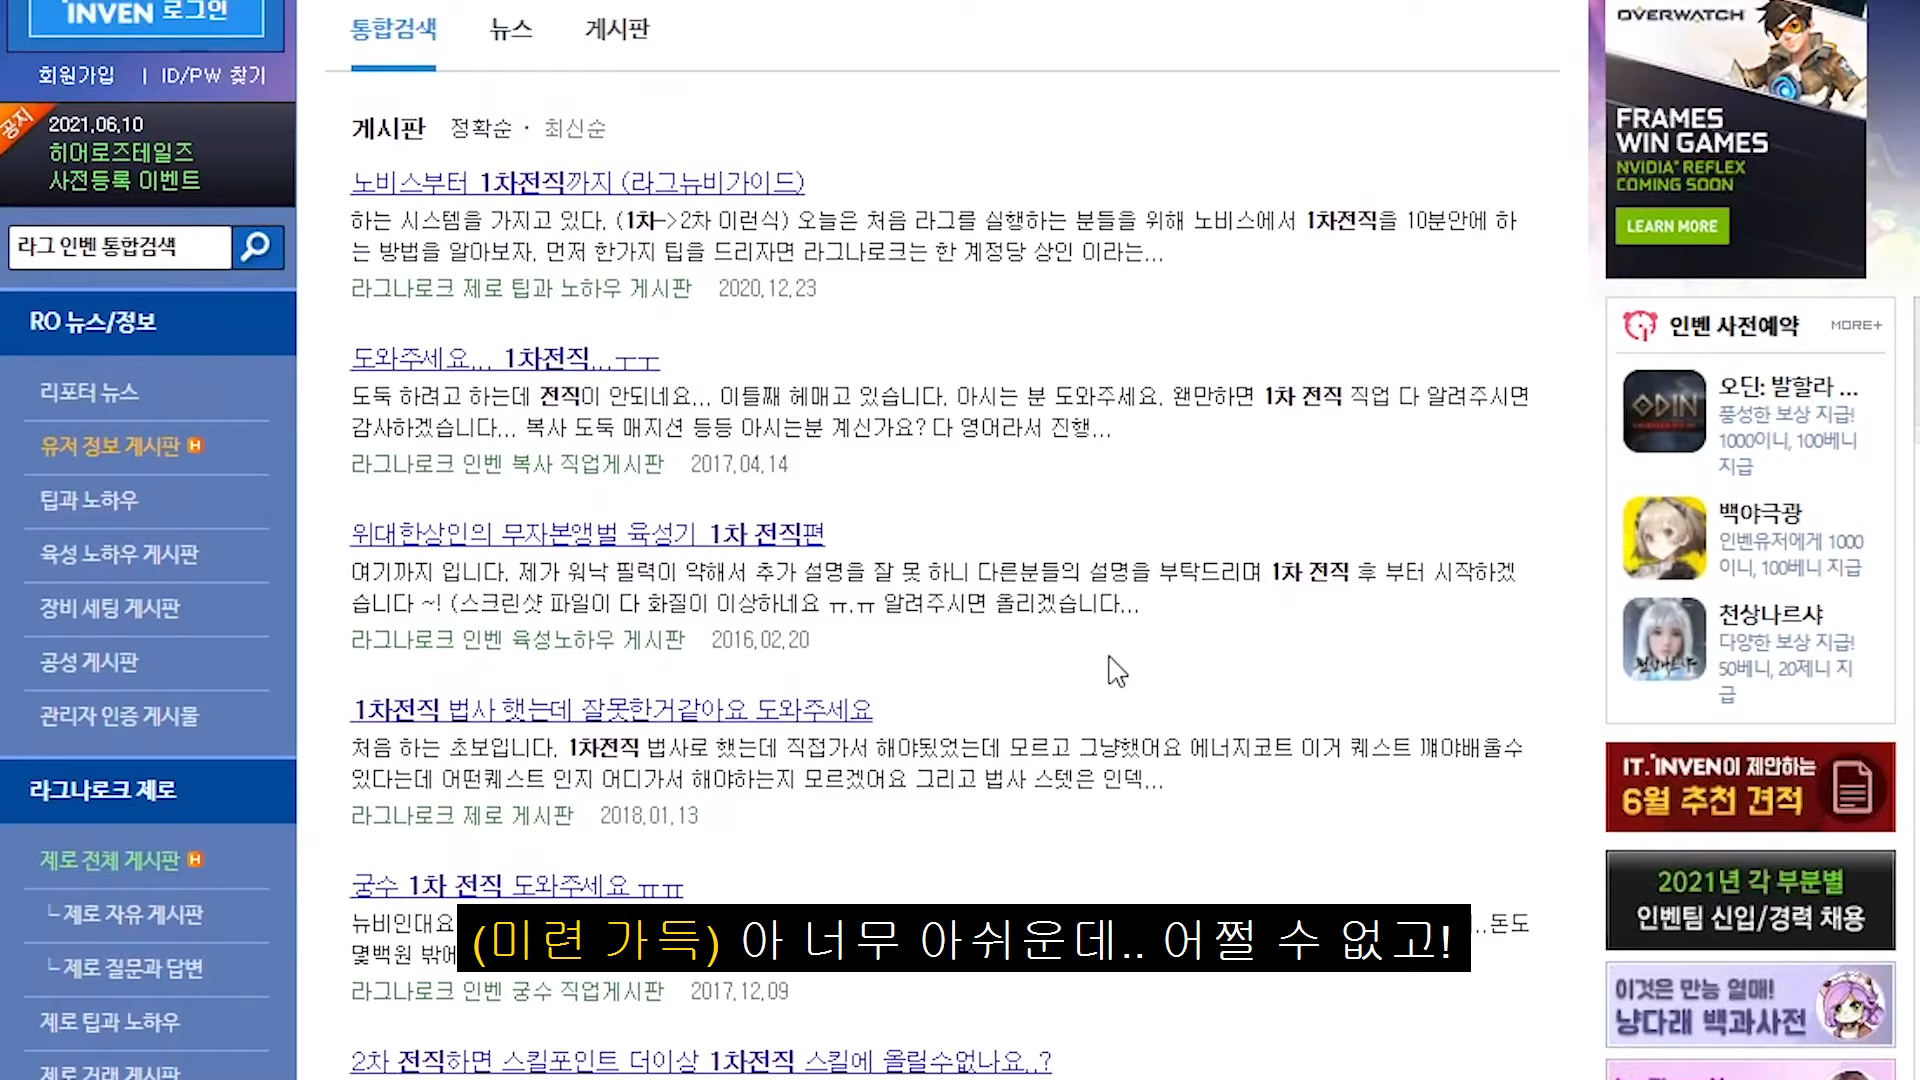 INVEN 로그인
회원가입 | ID/PW 찾기
공지
2021.06.10
히어로즈테일즈
사전등록 이벤트
라그 인벤 통합검색
RO 뉴스/정보
리포터 뉴스
유저 정보 게시판 H
팁과 노하우
육성 노하우 게시판
장비 세팅 게시판
공성 게시판
관리자 인증 게시물
라그나로크 제로
제로 전체 게시판 H
└ 제로 자유 게시판
└ 제로 질문과 답변
제로 팁과 노하우
제로 거래 게시판
통합검색 뉴스 게시판
게시판 정확순 · 최신순
노비스부터 1차전직까지 (라그뉴비가이드)
하는 시스템을 가지고 있다. (1차->2차 이런식) 오늘은 처음 라그를 실행하는 분들을 위해 노비스에서 1차전직을 10분안에 하
는 방법을 알아보자. 먼저 한가지 팁을 드리자면 라그나로크는 한 계정당 상인 이라는...
라그나로크 제로 팁과 노하우 게시판 2020.12.23
도와주세요... 1차전직...ㅜㅜ
도둑 하려고 하는데 전직이 안되네요... 이틀째 헤매고 있습니다. 아시는 분 도와주세요. 왠만하면 1차 전직 직업 다 알려주시면
감사하겠습니다... 복사 도둑 매지션 등등 아시는분 계신가요? 다 영어라서 진행...
라그나로크 인벤 복사 직업게시판 2017.04.14
위대한상인의 무자본앵벌 육성기 1차 전직편
여기까지 입니다. 제가 워낙 필력이 약해서 추가 설명을 잘 못 하니 다른분들의 설명을 부탁드리며 1차 전직 후 부터 시작하겠
습니다 ~! (스크린샷 파일이 다 화질이 이상하네요 ㅠ.ㅠ 알려주시면 올리겠습니다...
라그나로크 인벤 육성노하우 게시판 2016.02.20
1차전직 법사 했는데 잘못한거같아요 도와주세요
처음 하는 초보입니다. 1차전직 법사로 했는데 직접가서 해야됬었는데 모르고 그냥했어요 에너지코트 이거 퀘스트 꺠야배울수
있다는데 어떤퀘스트 인지 어디가서 해야하는지 모르겠어요 그리고 법사 스텟은 인덱...
라그나로크 제로 게시판 2018.01.13
궁수 1차 전직 도와주세요 ㅠㅠ
뉴비인대요 ...돈도
몇백원 밖에
(미련 가득) 아 너무 아쉬운데.. 어쩔 수 없고!
라그나로크 인벤 궁수 직업게시판 2017.12.09
2차 전직하면 스킬포인트 더이상 1차전직 스킬에 올릴수없나요..?
OVERWATCH
FRAMES
WIN GAMES
NVIDIA REFLEX
COMING SOON
LEARN MORE
인벤 사전예약 MORE+
ODIN
오딘: 발할라 ...
풍성한 보상 지급!
1000이니, 100베니
지급
백야극광
인벤유저에게 1000
이니, 100베니 지급
천상나르샤
다양한 보상 지급!
50베니, 20제니 지
급
IT.INVEN이 제안하는
6월 추천 견적
2021년 각 부분별
인벤팀 신입/경력 채용
이것은 만능 열매!
냥다래 백과사전